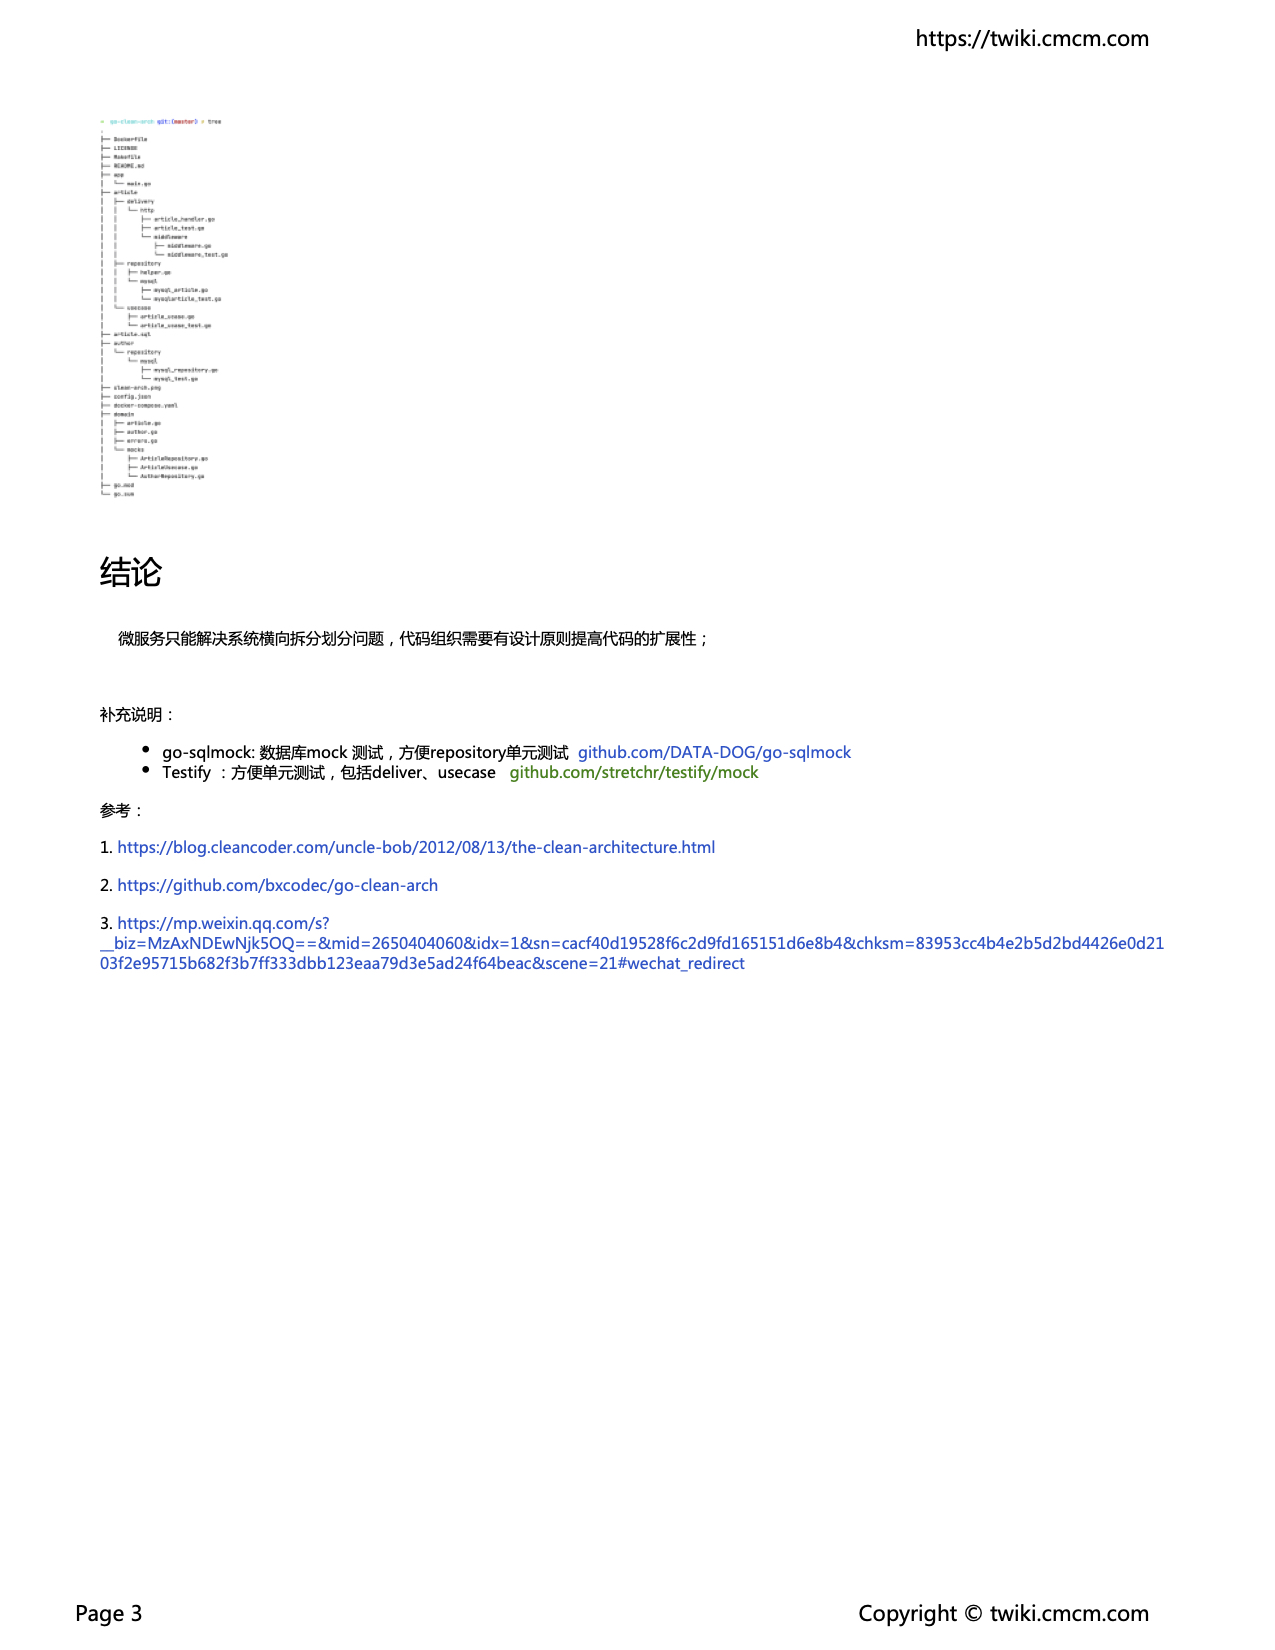 https://twiki.cmcm.com
→ go-clean-arch git:(master) × tree
.
├── Dockerfile
├── LICENSE
├── Makefile
├── README.md
├── app
│   └── main.go
├── article
│   ├── delivery
│   │   └── http
│   │       ├── article_handler.go
│   │       ├── article_test.go
│   │       └── middleware
│   │           ├── middleware.go
│   │           └── middleware_test.go
│   ├── repository
│   │   ├── helper.go
│   │   └── mysql
│   │       ├── mysql_article.go
│   │       └── mysqlarticle_test.go
│   └── usecase
│       ├── article_ucase.go
│       └── article_ucase_test.go
├── article.sql
├── author
│   └── repository
│       └── mysql
│           ├── mysql_repository.go
│           └── mysql_test.go
├── clean-arch.png
├── config.json
├── docker-compose.yaml
├── domain
│   ├── article.go
│   ├── author.go
│   ├── errors.go
│   └── mocks
│       ├── ArticleRepository.go
│       ├── ArticleUsecase.go
│       └── AuthorRepository.go
├── go.mod
└── go.sum
结论
微服务只能解决系统横向拆分划分问题，代码组织需要有设计原则提高代码的扩展性；
补充说明：
• go-sqlmock: 数据库mock 测试，方便repository单元测试 github.com/DATA-DOG/go-sqlmock
• Testify ：方便单元测试，包括deliver、usecase github.com/stretchr/testify/mock
参考：
1. https://blog.cleancoder.com/uncle-bob/2012/08/13/the-clean-architecture.html
2. https://github.com/bxcodec/go-clean-arch
3. https://mp.weixin.qq.com/s?
__biz=MzAxNDEwNjk5OQ==&mid=2650404060&idx=1&sn=cacf40d19528f6c2d9fd165151d6e8b4&chksm=83953cc4b4e2b5d2bd4426e0d21
03f2e95715b682f3b7ff333dbb123eaa79d3e5ad24f64beac&scene=21#wechat_redirect
Page 3
Copyright © twiki.cmcm.com